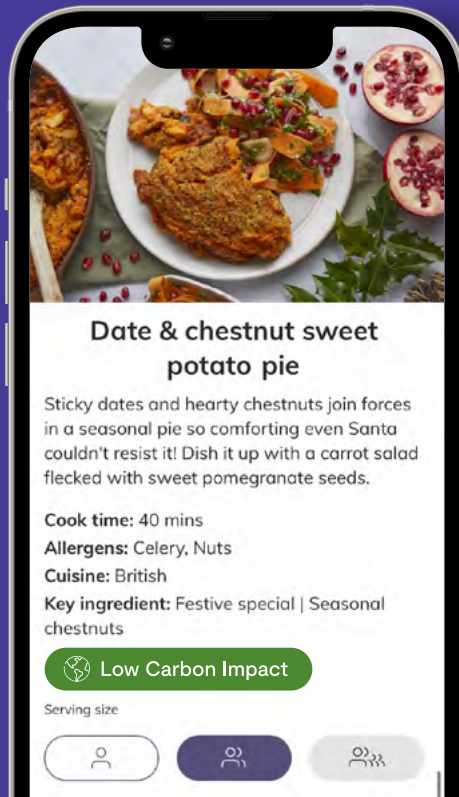 Date & chestnut sweet
potato pie
Sticky dates and hearty chestnuts join forces
in a seasonal pie so comforting even Santa
couldn't resist it! Dish it up with a carrot salad
flecked with sweet pomegranate seeds.
Cook time: 40 mins
Allergens: Celery, Nuts
Cuisine: British
Key ingredient: Festive special | Seasonal
chestnuts
Low Carbon Impact
Serving size